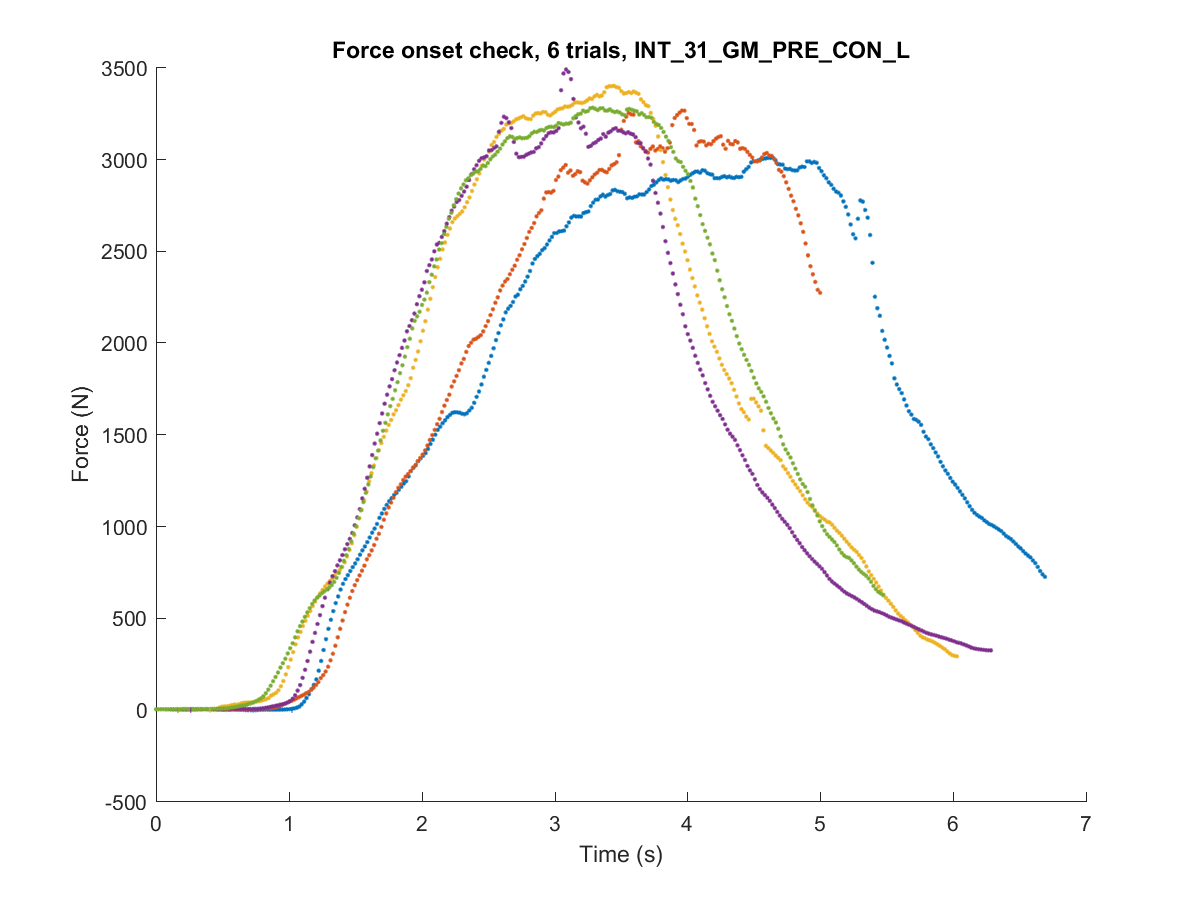 Force onset check, 6 trials, INT_31_GM_PRE_CON_L
3500
3000
2500
2000
1500
1000
500
0
-500
Force (N)
0 1 2 3 4 5 6 7
Time (s)